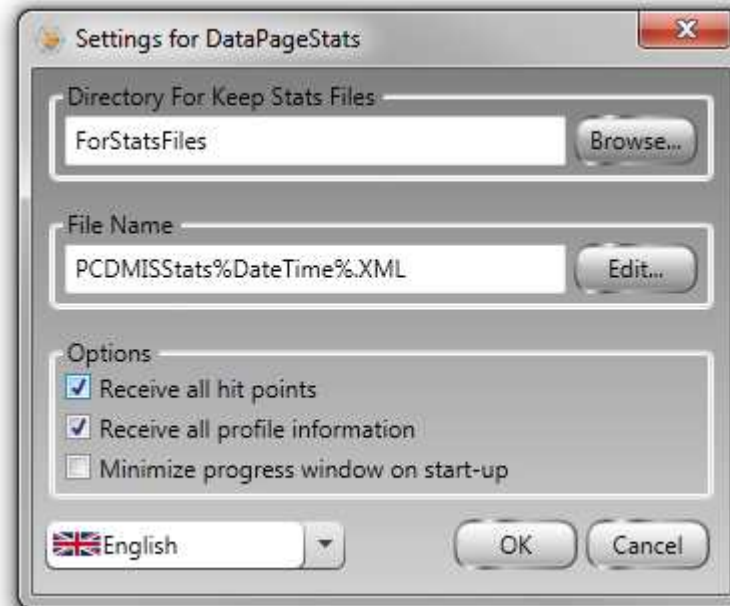 Settings for DataPageStats
Directory For Keep Stats Files
ForStatsFiles
Browse...
File Name
PCDMISStats%DateTime%.XML
Edit...
Options
Receive all hit points
Receive all profile information
Minimize progress window on start-up
English
OK
Cancel